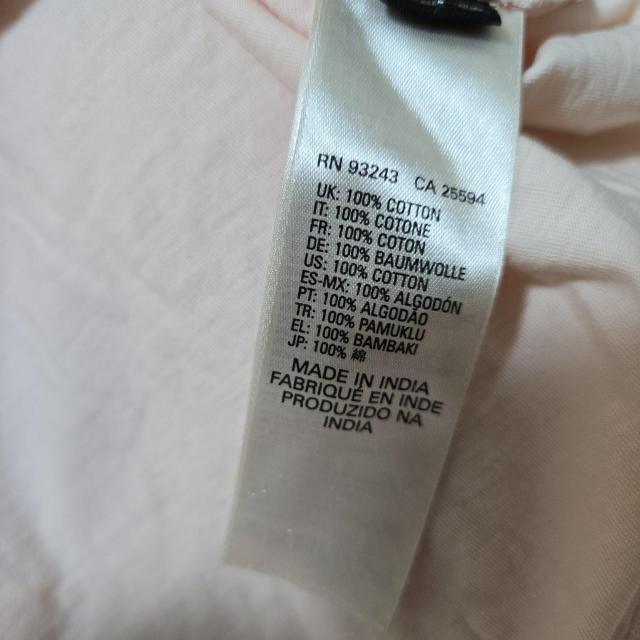 RN 93243 CA 25594
UK: 100% COTTON
IT: 100% COTONE
FR: 100% COTON
DE: 100% BAUMWOLLE
US: 100% COTTON
ES-MX: 100% ALGODÓN
PT: 100% ALGODÃO
TR: 100% PAMUKLU
EL: 100% BAMBAKI
JP: 100% 綿
MADE IN INDIA
FABRIQUÉ EN INDE
PRODUZIDO NA
INDIA